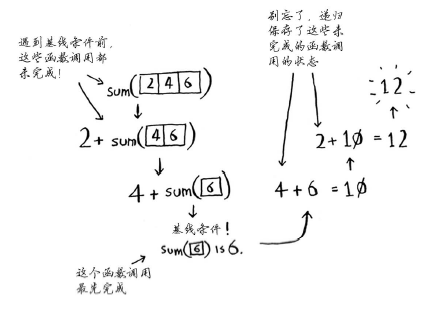 遇到基线条件前，
这些函数调用都
未完成！
sum([2|4|6])
2+ sum([4|6])
4 + sum([6])
基线条件！
sum([6]) is 6.
这个函数调用
最先完成
别忘了，递归
保存了这些未
完成的函数调
用的状态
12
2+10 = 12
4+6 = 10